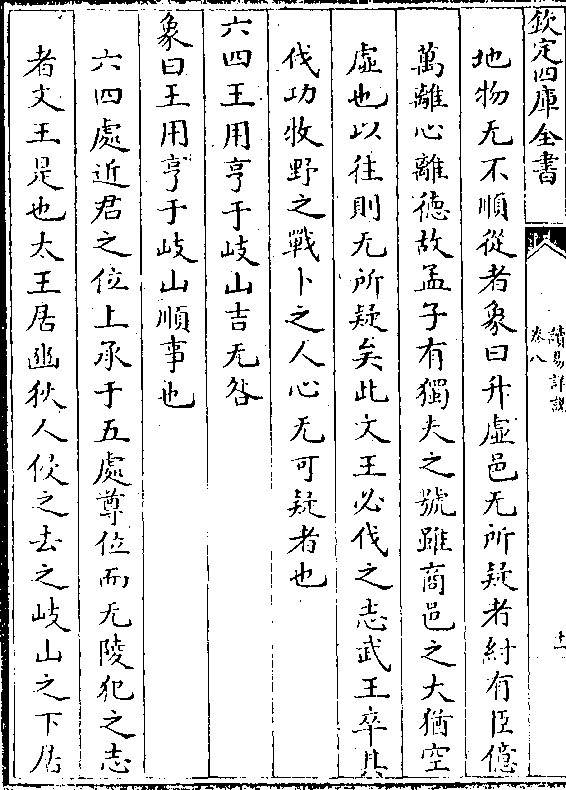 欽定四庫全書
讀易詳說
卷八
十一
地物无不順從者象曰升虛邑无所疑者紂有臣億
萬離心離德故孟子有獨夫之號雖商邑之大猶空
虛也以往則无所疑矣此文王必伐之志武王卒其
伐功牧野之戰卜之人心无可疑者也
六四王用亨于岐山吉无咎
象曰王用亨于岐山順事也
六四處近君之位上承于五處尊位而无陵犯之志
者文王是也太王居豳狄人侵之去之岐山之下居